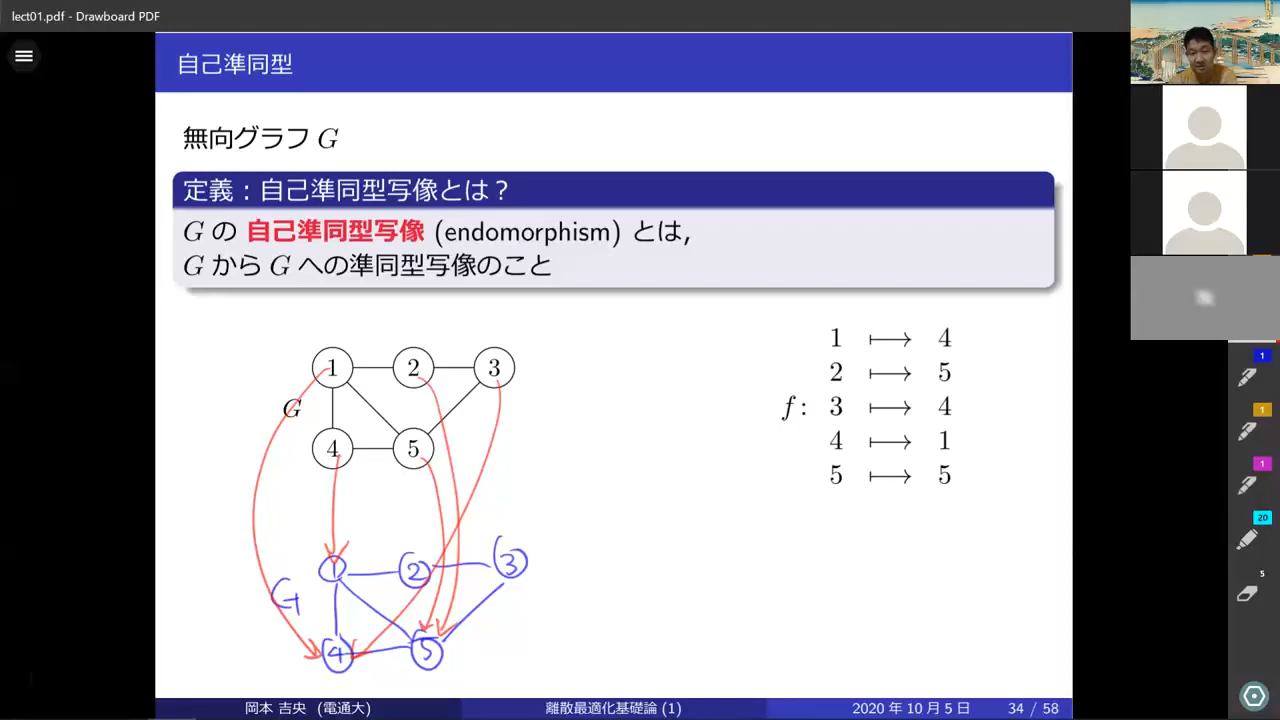 lect01.pdf - Drawboard PDF
自己準同型
無向グラフ G
定義：自己準同型写像とは？
G の 自己準同型写像 (endomorphism) とは,
G から G への準同型写像のこと
1 2 3
G
4 5
1 ⟼ 4
2 ⟼ 5
f : 3 ⟼ 4
4 ⟼ 1
5 ⟼ 5
1 2 3
G
4 5
1
1
1
20
5
岡本 吉央 (電通大)
離散最適化基礎論 (1)
2020 年 10 月 5 日
34 / 58